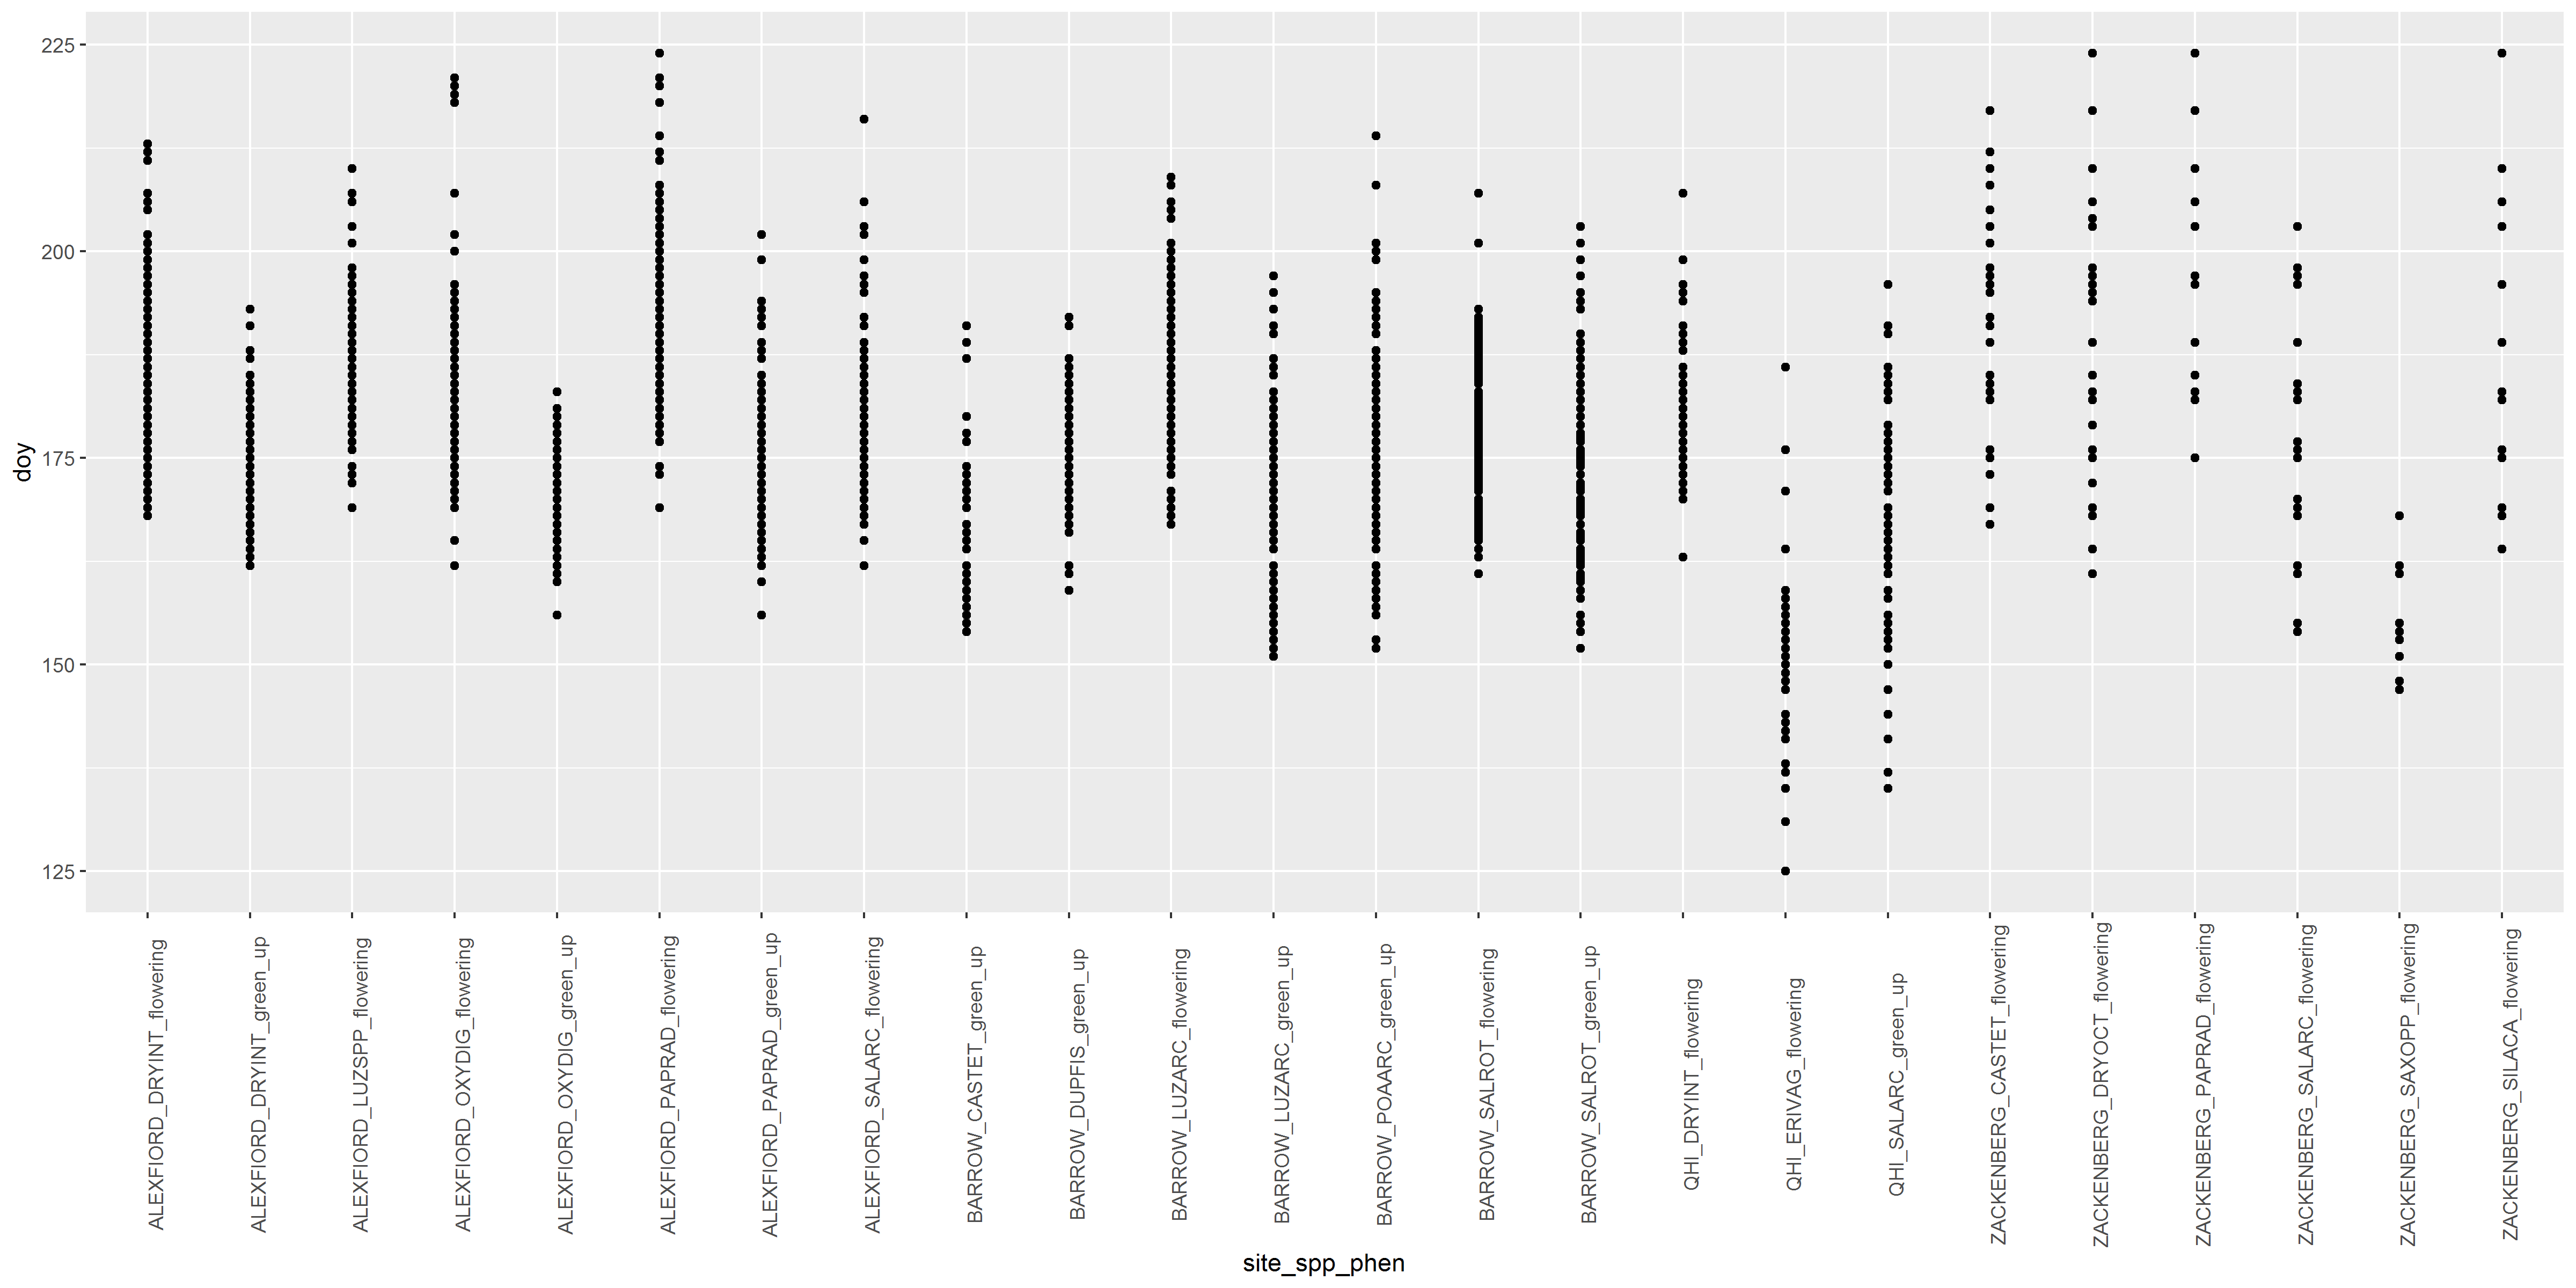 225
200
175
150
125
doy
ALEXFIORD_DRYINT_flowering
ALEXFIORD_DRYINT_green_up
ALEXFIORD_LUZSPP_flowering
ALEXFIORD_OXYDIG_flowering
ALEXFIORD_OXYDIG_green_up
ALEXFIORD_PAPRAD_flowering
ALEXFIORD_PAPRAD_green_up
ALEXFIORD_SALARC_flowering
BARROW_CASTET_green_up
BARROW_DUPFIS_green_up
BARROW_LUZARC_flowering
BARROW_LUZARC_green_up
BARROW_POAARC_green_up
BARROW_SALROT_flowering
BARROW_SALROT_green_up
QHI_DRYINT_flowering
QHI_ERIVAG_flowering
QHI_SALARC_green_up
ZACKENBERG_CASTET_flowering
ZACKENBERG_DRYOCT_flowering
ZACKENBERG_PAPRAD_flowering
ZACKENBERG_SALARC_flowering
ZACKENBERG_SAXOPP_flowering
ZACKENBERG_SILACA_flowering
site_spp_phen